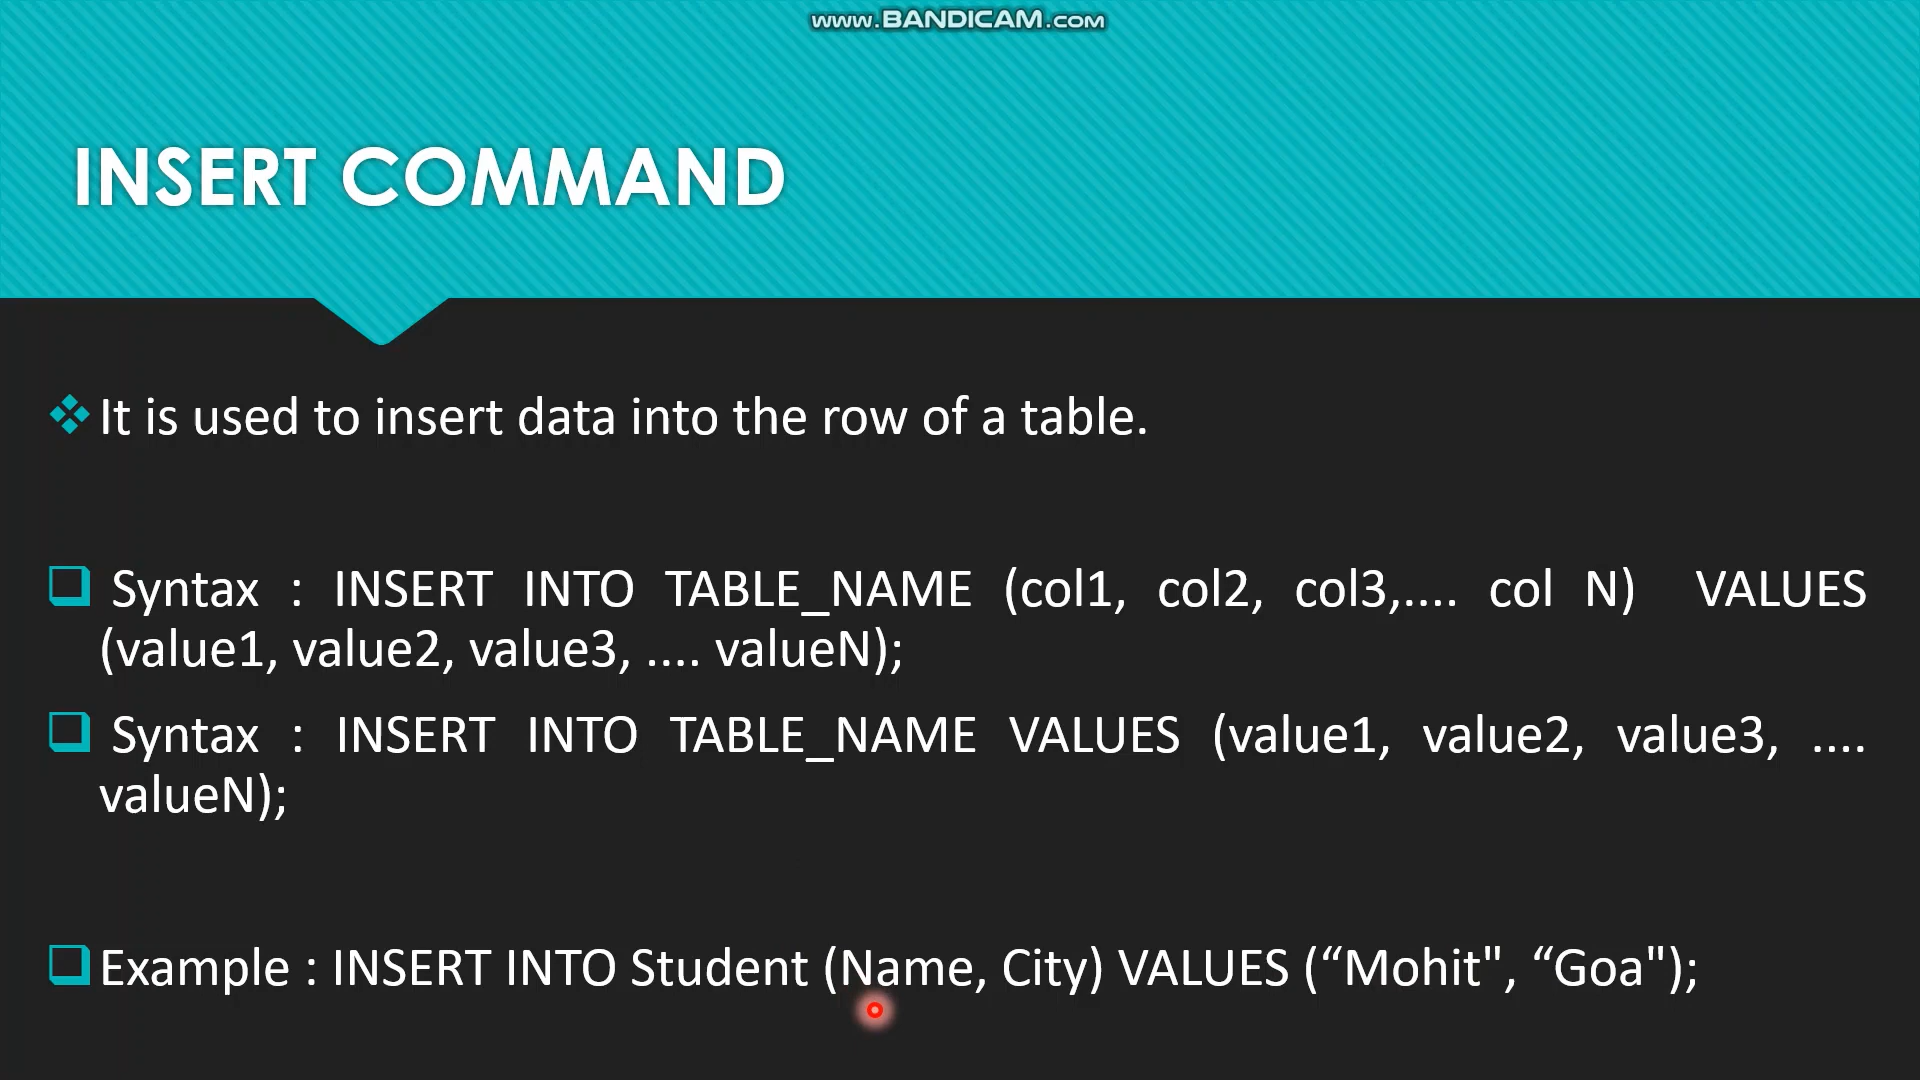 www.BANDICAM.com
INSERT COMMAND
It is used to insert data into the row of a table.
Syntax : INSERT INTO TABLE_NAME (col1, col2, col3,.... col N) VALUES
(value1, value2, value3, .... valueN);
Syntax : INSERT INTO TABLE_NAME VALUES (value1, value2, value3, ....
valueN);
Example : INSERT INTO Student (Name, City) VALUES (“Mohit", “Goa");